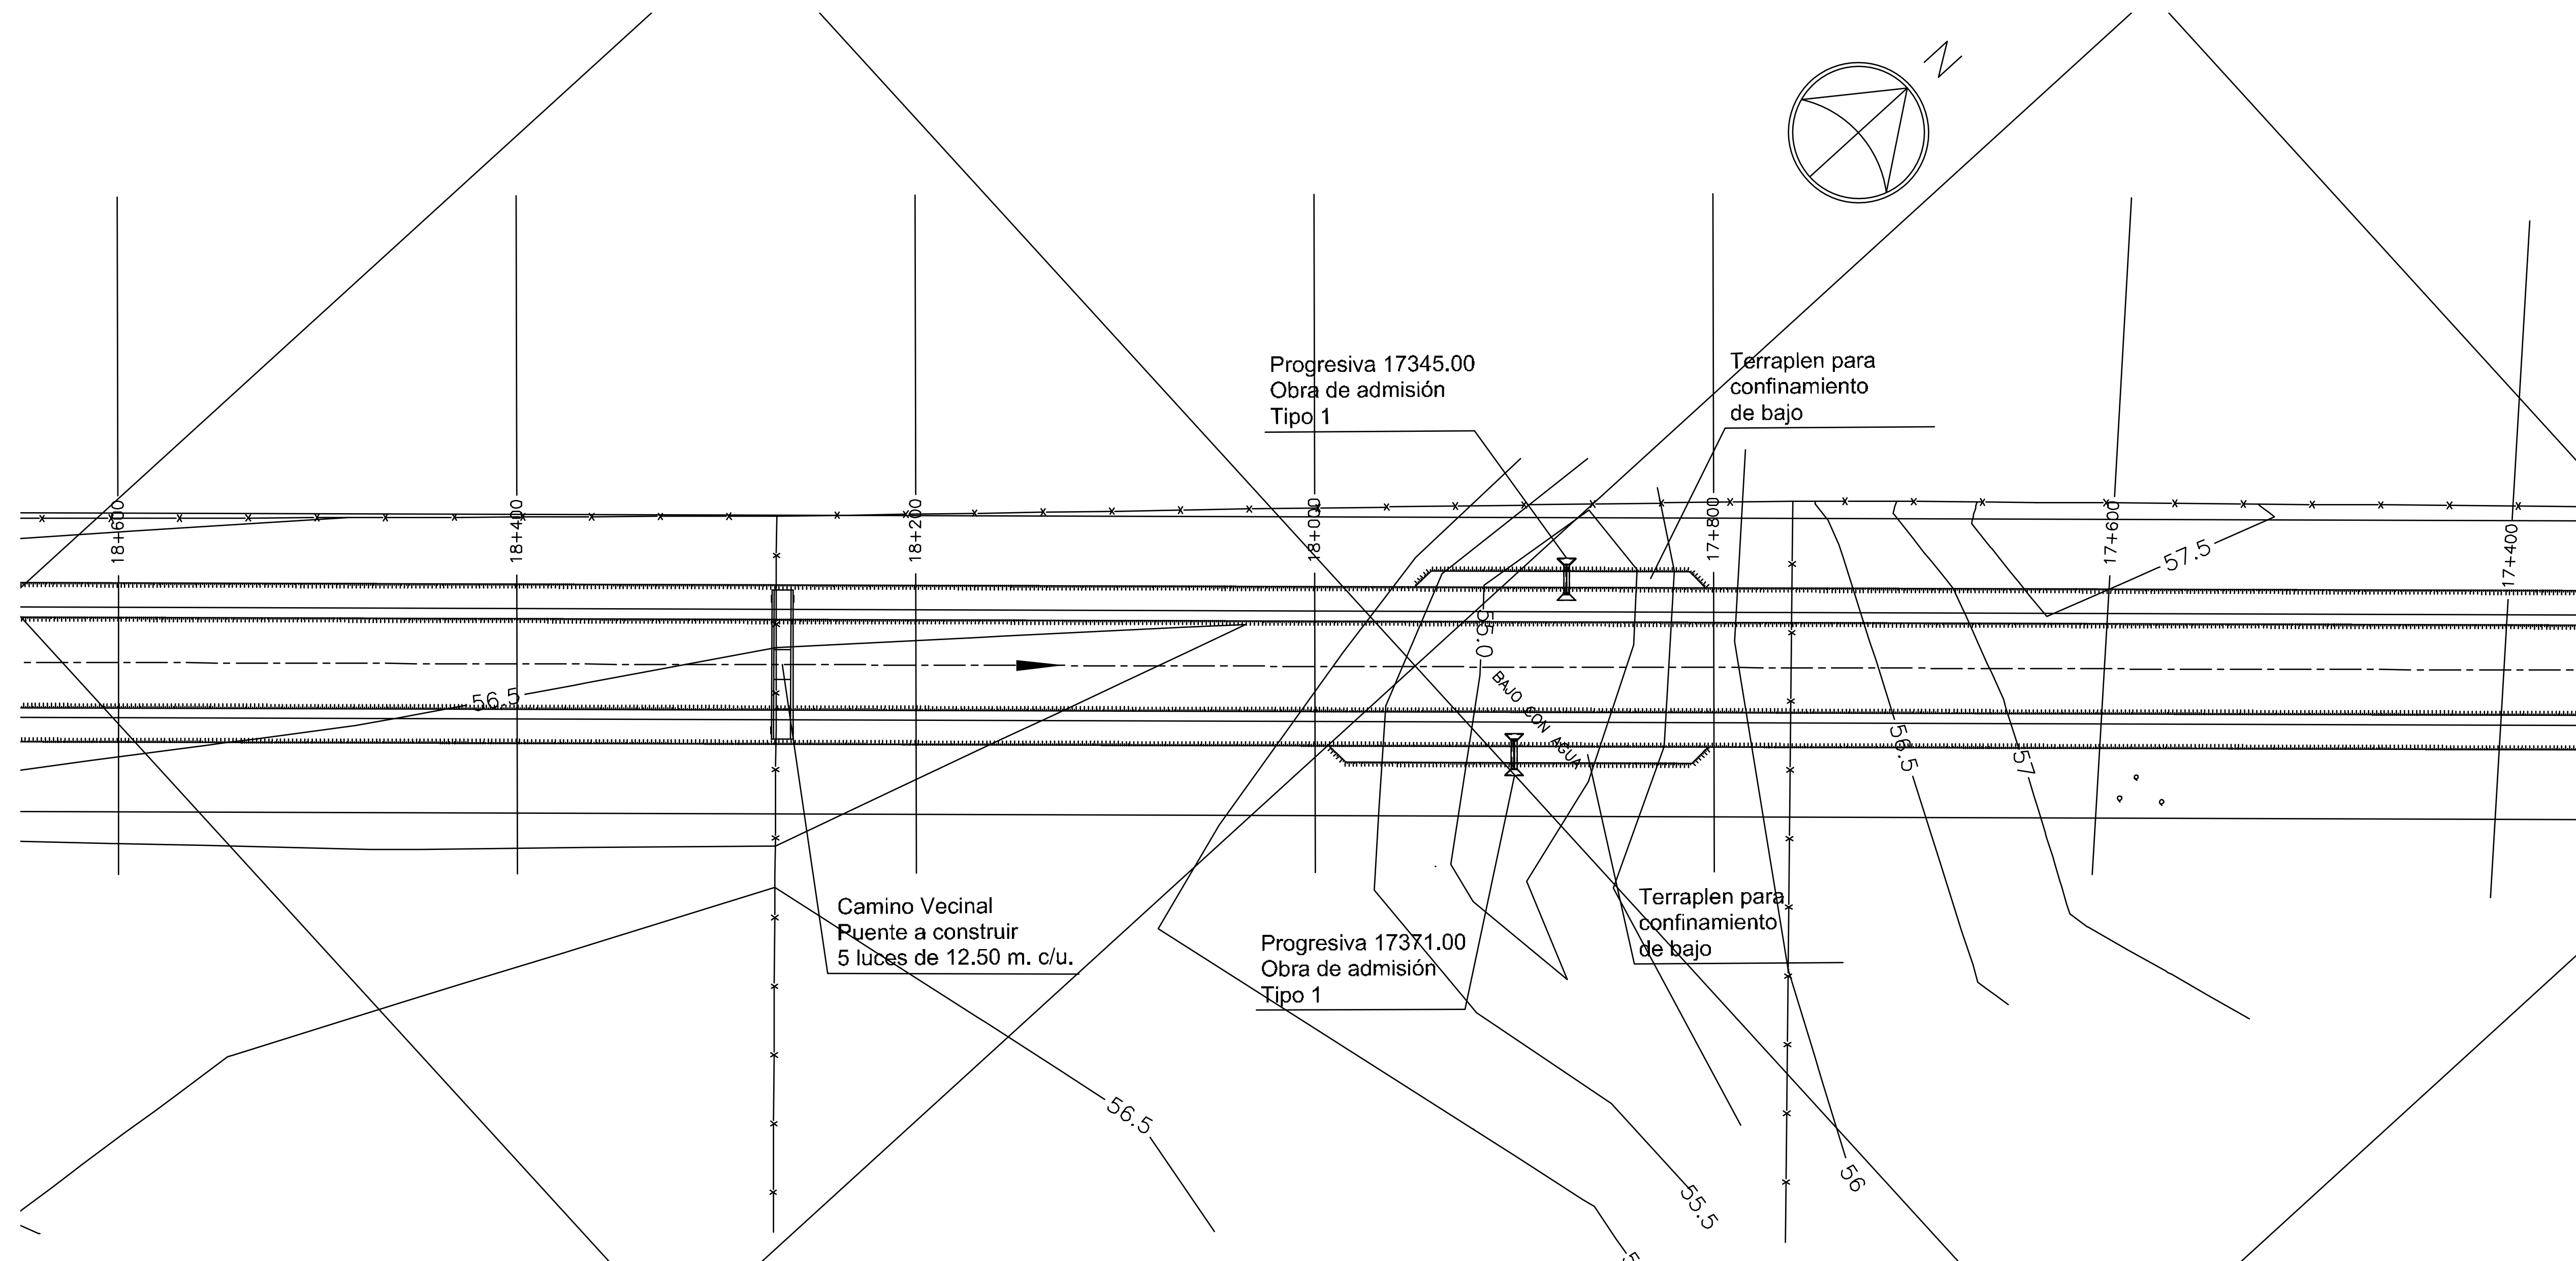 N
Progresiva 17345.00
Obra de admisión
Tipo 1
Terraplen para
confinamiento
de bajo
18+600
18+400
18+200
18+000
17+800
17+600
17+400
57.5
55.0
56.5
BAJO CON AGUA
56.5
57
Camino Vecinal
Puente a construir
5 luces de 12.50 m. c/u.
Progresiva 17371.00
Obra de admisión
Tipo 1
Terraplen para
confinamiento
de bajo
56.5
56
55.5